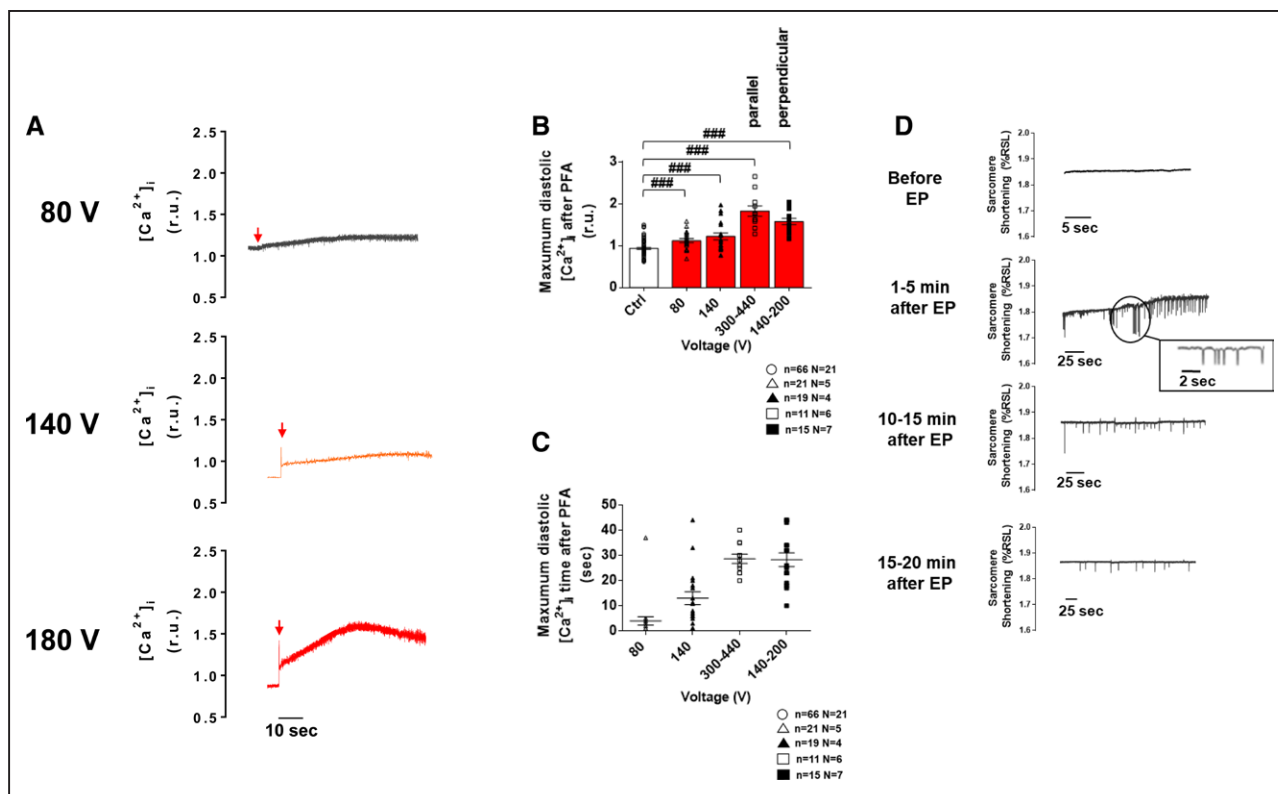 A
80 V
[Ca²⁺]ᵢ
(r.u.)
2.5
2.0
1.5
1.0
0.5
140 V
[Ca²⁺]ᵢ
(r.u.)
2.5
2.0
1.5
1.0
0.5
180 V
[Ca²⁺]ᵢ
(r.u.)
2.5
2.0
1.5
1.0
0.5
10 sec
B
parallel
perpendicular
###
###
###
###
Maxumum diastolic
[Ca²⁺]ᵢ after PFA
(r.u.)
3
2
1
0
Ctrl
80
140
300-440
140-200
Voltage (V)
n=66 N=21
n=21 N=5
n=19 N=4
n=11 N=6
n=15 N=7
C
Maxumum diastolic
[Ca²⁺]ᵢ time after PFA
(sec)
50
40
30
20
10
0
80
140
300-440
140-200
Voltage (V)
n=66 N=21
n=21 N=5
n=19 N=4
n=11 N=6
n=15 N=7
D
Before
EP
Sarcomere
Shortening (%RSL)
2.0
1.9
1.8
1.7
1.6
5 sec
1-5 min
after EP
Sarcomere
Shortening (%RSL)
2.0
1.9
1.8
1.7
1.6
25 sec
2 sec
10-15 min
after EP
Sarcomere
Shortening (%RSL)
2.0
1.9
1.8
1.7
1.6
25 sec
15-20 min
after EP
Sarcomere
Shortening (%RSL)
2.0
1.9
1.8
1.7
1.6
25 sec